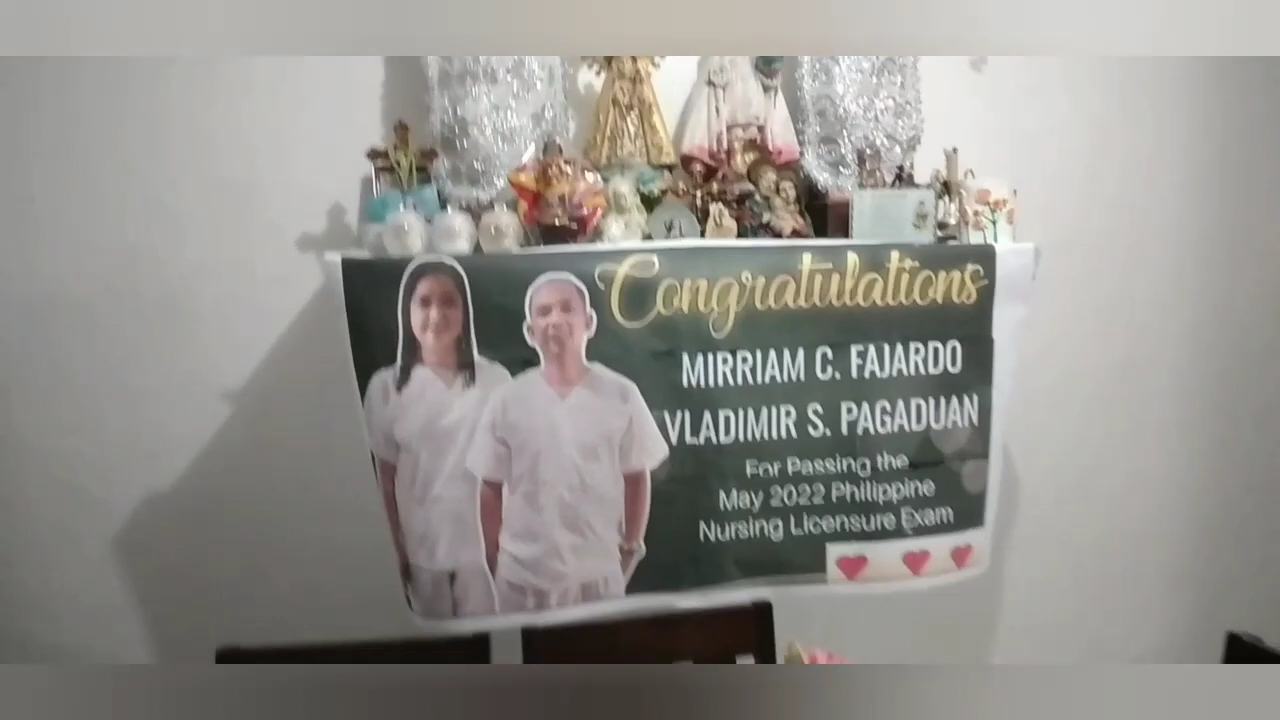 Congratulations
MIRRIAM C. FAJARDO
VLADIMIR S. PAGADUAN
For Passing the
May 2022 Philippine
Nursing Licensure Exam